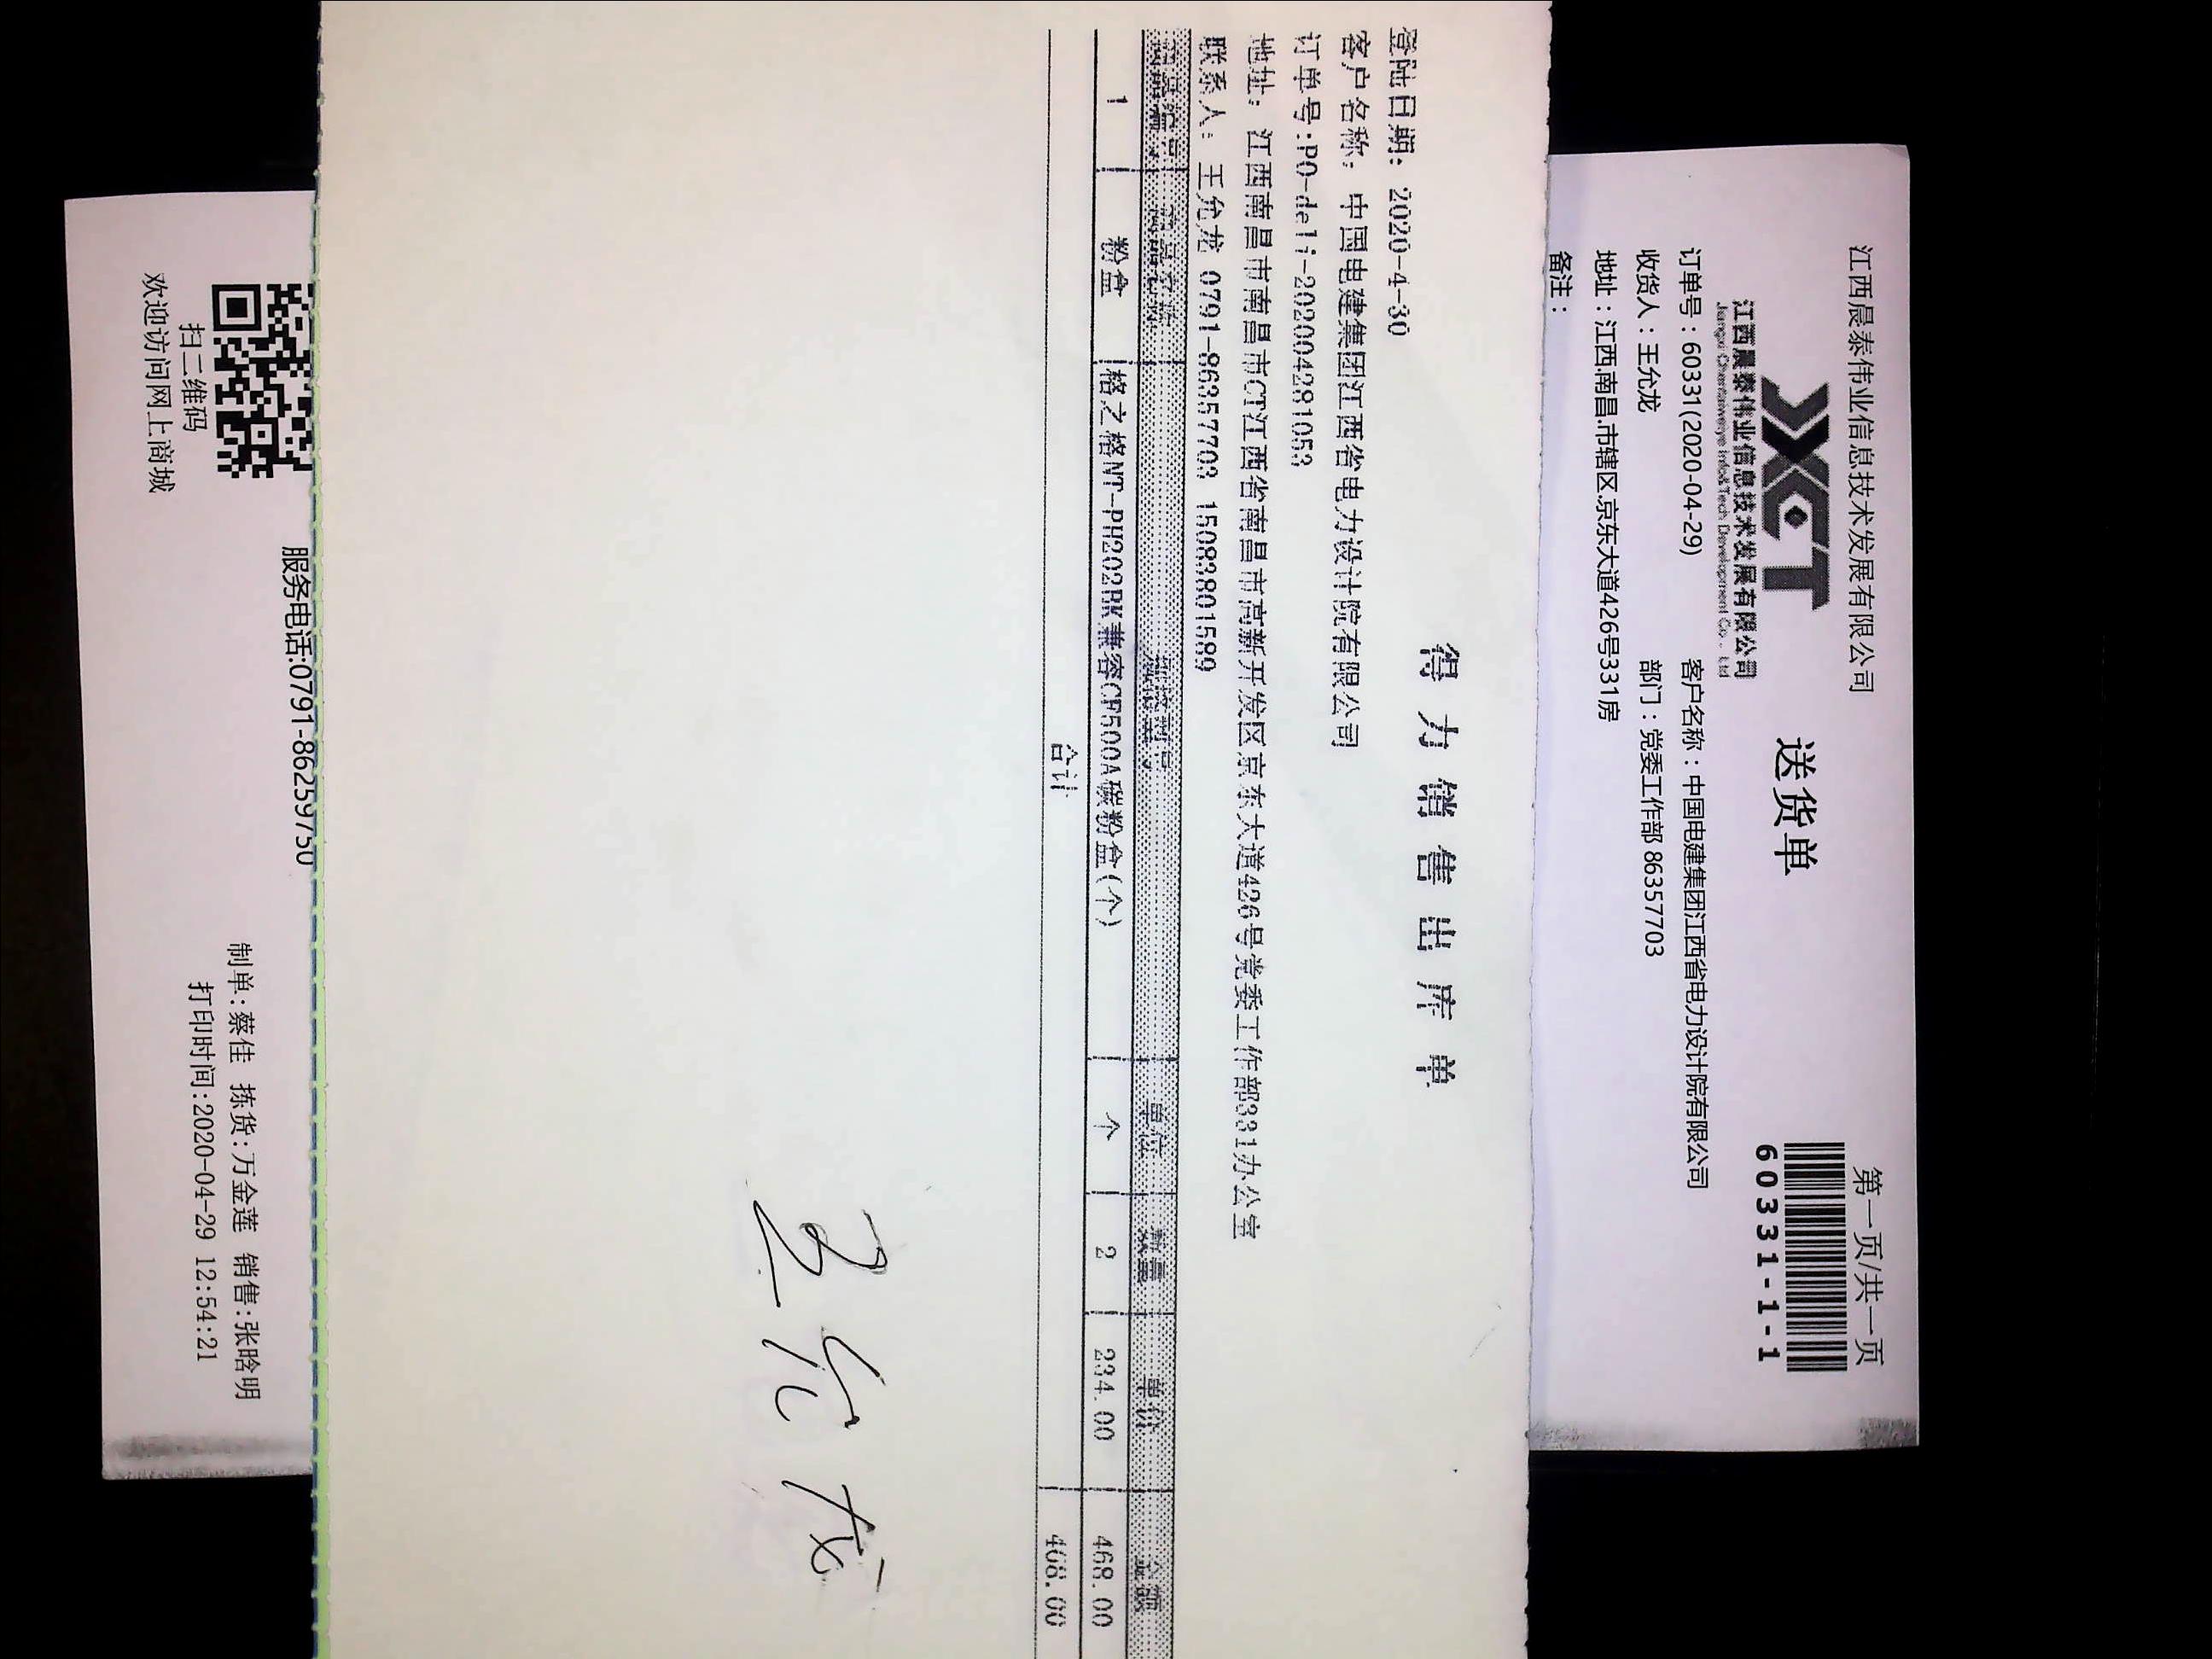 江西晨泰伟业信息技术发展有限公司
第一页/共一页
江西晨泰伟业信息技术发展有限公司
送货单
60331-1-1
订单号：60331(2020-04-29)
客户名称：中国电建集团江西省电力设计院有限公司
收货人：王允龙
部门：党委工作部 86357703
地址：江西.南昌.市辖区.京东大道426号331房
备注：
得力销售出库单
登陆日期：2020-4-30
客户名称：中国电建集团江西省电力设计院有限公司
订单号:PO-deli-202004281053
地址：江西南昌市南昌市CT江西省南昌市高新开发区京东大道426号党委工作部331办公室
联系人：王允龙 0791-86357703 15083801589
单位 数量 单价 金额
1 粉盒 格之格NT-PH202BK兼容CF500A碳粉盒(个) 个 2 234.00 468.00
合计 468.00
王允龙
服务电话:0791-86259750
制单:蔡佳 拣货:万金莲 销售:张晗明
打印时间:2020-04-29 12:54:21
扫二维码
欢迎访问网上商城